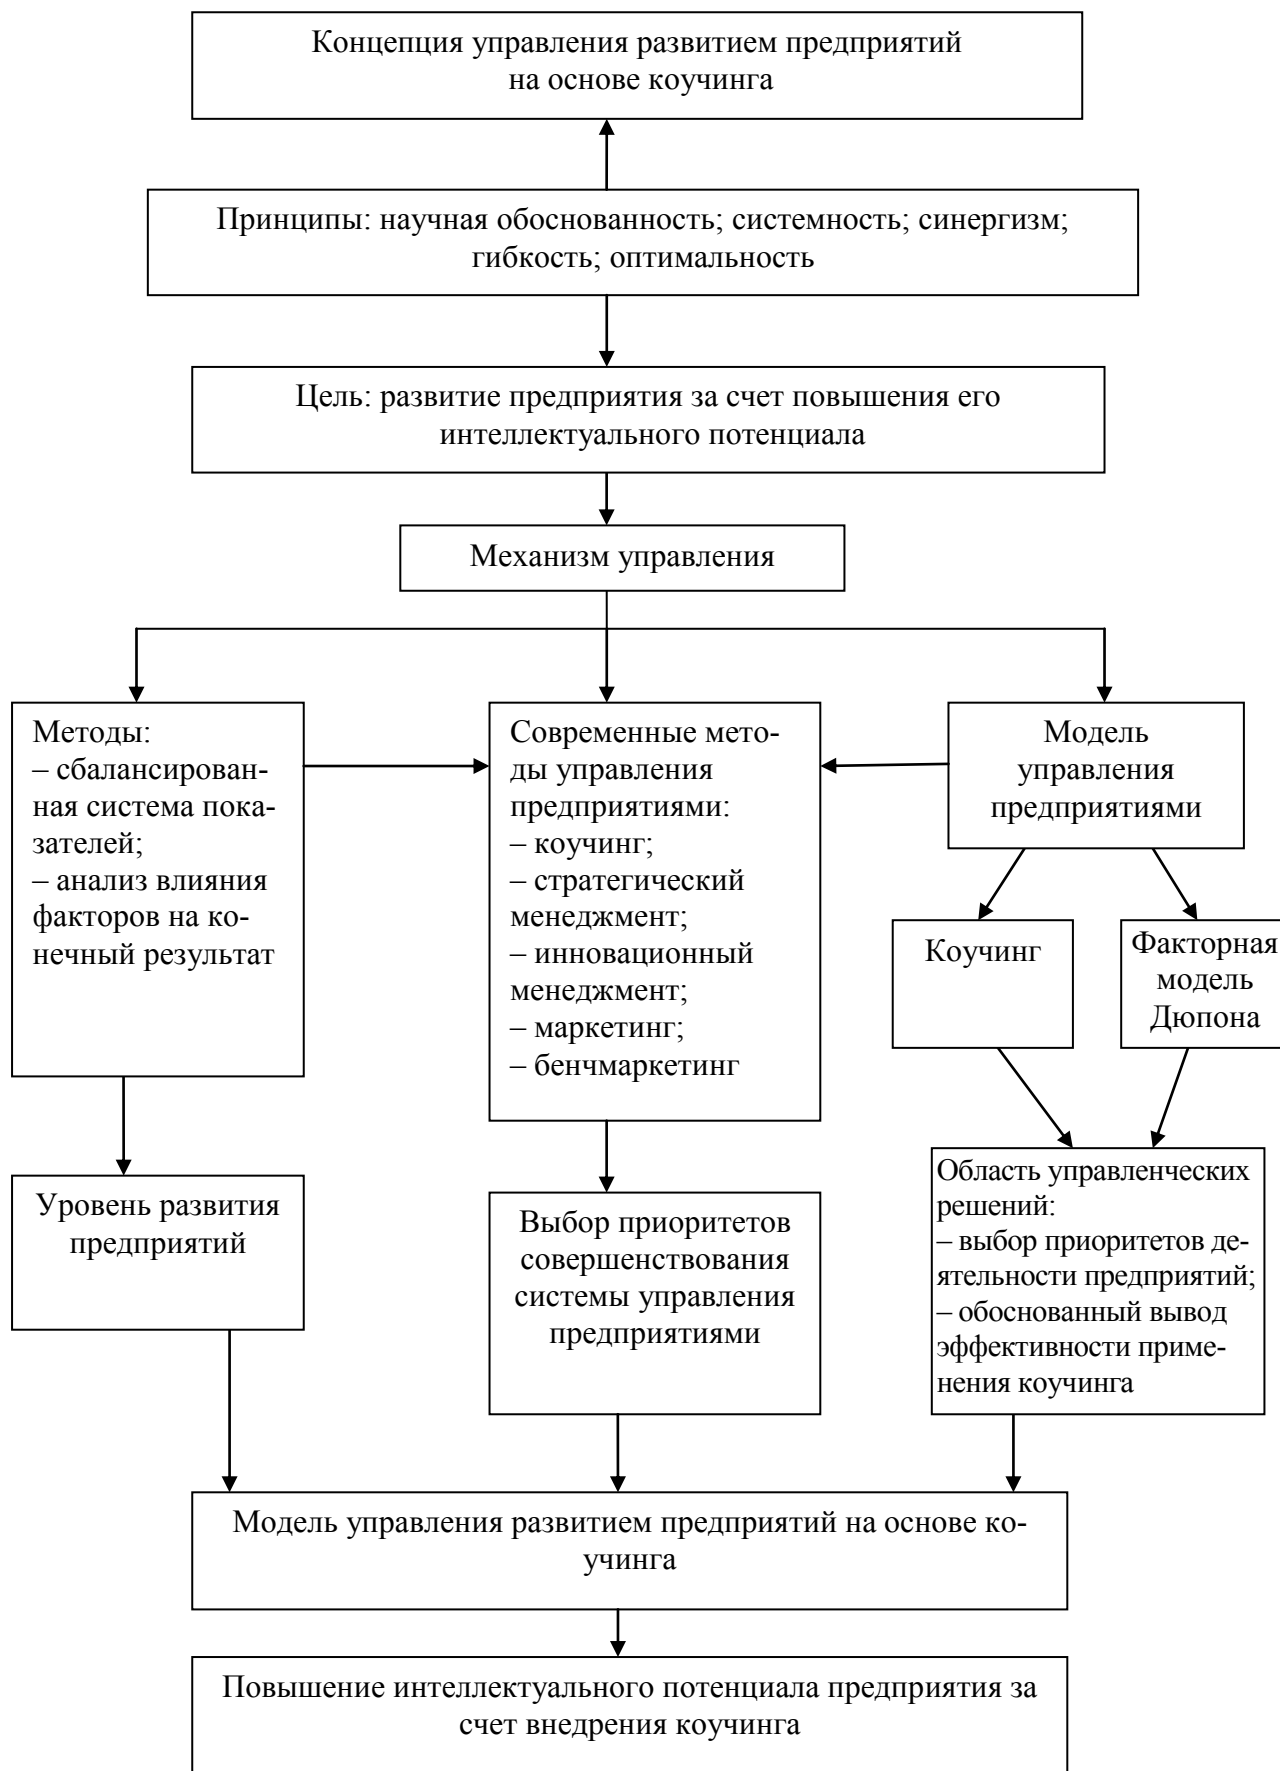 Концепция управления развитием предприятий
на основе коучинга
Принципы: научная обоснованность; системность; синергизм;
гибкость; оптимальность
Цель: развитие предприятия за счет повышения его
интеллектуального потенциала
Механизм управления
Методы:
– сбалансирован-
ная система пока-
зателей;
– анализ влияния
факторов на ко-
нечный результат
Современные мето-
ды управления
предприятиями:
– коучинг;
– стратегический
менеджмент;
– инновационный
менеджмент;
– маркетинг;
– бенчмаркетинг
Модель
управления
предприятиями
Коучинг
Факторная
модель
Дюпона
Уровень развития
предприятий
Выбор приоритетов
совершенствования
системы управления
предприятиями
Область управленческих
решений:
– выбор приоритетов де-
ятельности предприятий;
– обоснованный вывод
эффективности приме-
нения коучинга
Модель управления развитием предприятий на основе ко-
учинга
Повышение интеллектуального потенциала предприятия за
счет внедрения коучинга